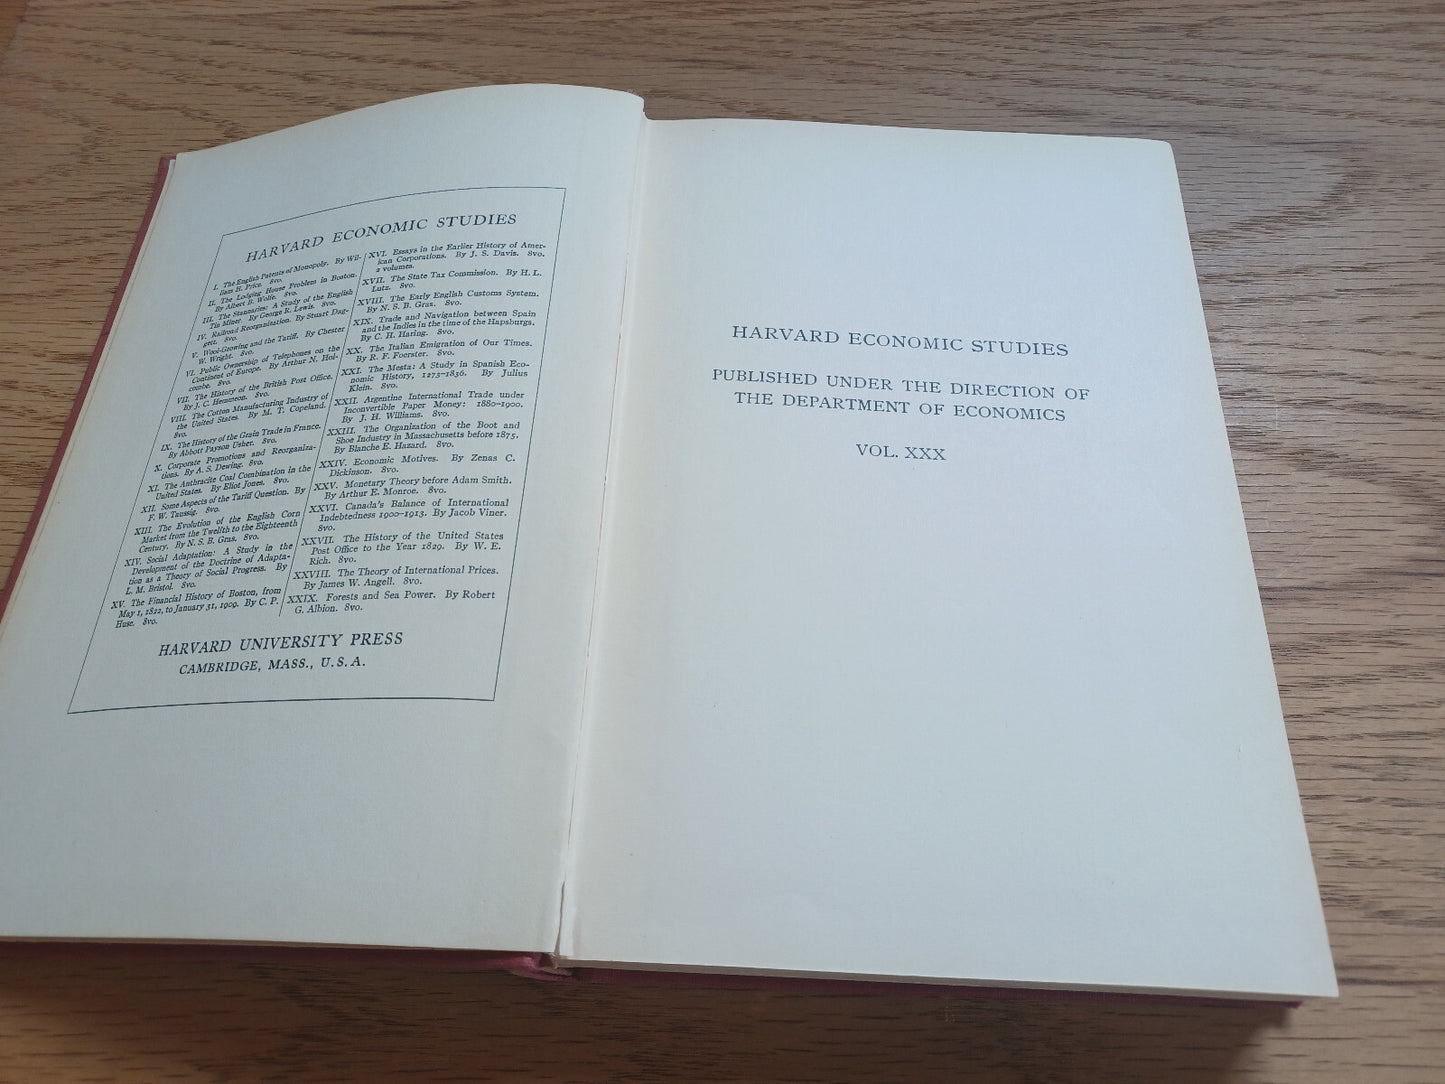 HARVARD ECONOMIC STUDIES
I. The English Patents of Monopoly. By Wil-
liam H. Price. 8vo.
II. The Lodging House Problem in Boston.
By Albert B. Wolfe. 8vo.
III. The Stannaries: A Study of the English
Tin Miner. By George R. Lewis. 8vo.
IV. Railroad Reorganization. By Stuart Dag-
gett. 8vo.
V. Wool-Growing and the Tariff. By Chester
W. Wright. 8vo.
VI. Public Ownership of Telephones on the
Continent of Europe. By Arthur N. Hol-
combe. 8vo.
VII. The History of the British Post Office.
By J. C. Hemmeon. 8vo.
VIII. The Cotton Manufacturing Industry of
the United States. By M. T. Copeland.
8vo.
IX. The History of the Grain Trade in France.
By Abbott Payson Usher. 8vo.
X. Corporate Promotions and Reorganiza-
tions. By A. S. Dewing. 8vo.
XI. The Anthracite Coal Combination in the
United States. By Eliot Jones. 8vo.
XII. Some Aspects of the Tariff Question. By
F. W. Taussig. 8vo.
XIII. The Evolution of the English Corn
Market from the Twelfth to the Eighteenth
Century. By N. S. B. Gras. 8vo.
XIV. Social Adaptation: A Study in the
Development of the Doctrine of Adapta-
tion as a Theory of Social Progress. By
L. M. Bristol. 8vo.
XV. The Financial History of Boston, from
May 1, 1822, to January 31, 1909. By C. P.
Huse. 8vo.
XVI. Essays in the Earlier History of Amer-
ican Corporations. By J. S. Davis. 8vo.
2 volumes.
XVII. The State Tax Commission. By H. L.
Lutz. 8vo.
XVIII. The Early English Customs System.
By N. S. B. Gras. 8vo.
XIX. Trade and Navigation between Spain
and the Indies in the time of the Hapsburgs.
By C. H. Haring. 8vo.
XX. The Italian Emigration of Our Times.
By R. F. Foerster. 8vo.
XXI. The Mesta: A Study in Spanish Eco-
nomic History, 1273–1836. By Julius
Klein. 8vo.
XXII. Argentine International Trade under
Inconvertible Paper Money: 1880–1900.
By J. H. Williams. 8vo.
XXIII. The Organization of the Boot and
Shoe Industry in Massachusetts before 1875.
By Blanche E. Hazard. 8vo.
XXIV. Economic Motives. By Zenas C.
Dickinson. 8vo.
XXV. Monetary Theory before Adam Smith.
By Arthur E. Monroe. 8vo.
XXVI. Canada's Balance of International
Indebtedness 1900–1913. By Jacob Viner.
8vo.
XXVII. The History of the United States
Post Office to the Year 1829. By W. E.
Rich. 8vo.
XXVIII. The Theory of International Prices.
By James W. Angell. 8vo.
XXIX. Forests and Sea Power. By Robert
G. Albion. 8vo.
HARVARD UNIVERSITY PRESS
CAMBRIDGE, MASS., U.S.A.
HARVARD ECONOMIC STUDIES
PUBLISHED UNDER THE DIRECTION OF
THE DEPARTMENT OF ECONOMICS
VOL. XXX